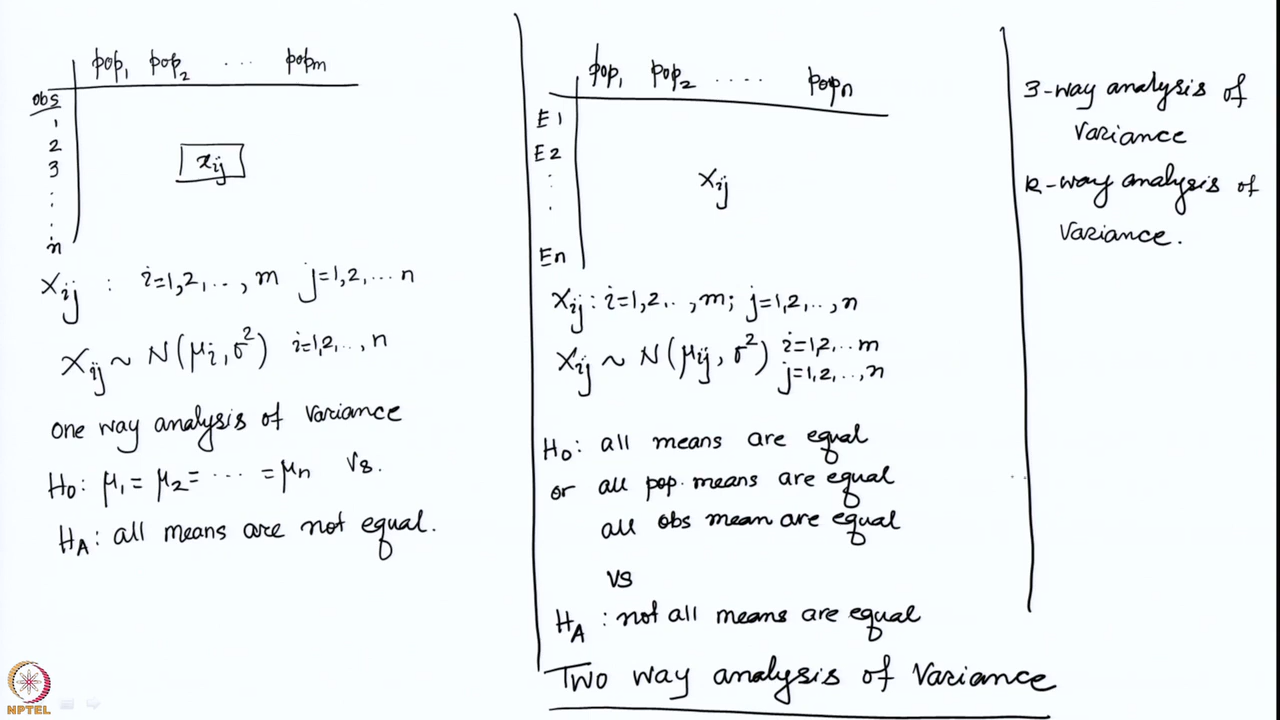 pop₁ pop₂ ... popm
obs
1
2
3
.
.
.
n
xij
Xij : i=1,2,..., m j=1,2,... n
Xij ~ N(μi, σ²) i=1,2,..., n
one way analysis of variance
H₀: μ₁ = μ₂ = ... = μn Vs.
HA: all means are not equal.
pop₁ pop₂ .... popn
E1
E2
.
.
.
En
Xij
Xij : i=1,2..., m; j=1,2,..., n
Xij ~ N(μij, σ²) i=1,2,.. m
j=1,2,..., n
H₀: all means are equal
or all pop. means are equal
all obs mean are equal
vs
HA : not all means are equal
Two way analysis of Variance
3-way analysis of
Variance
k-way analysis of
Variance.
NPTEL